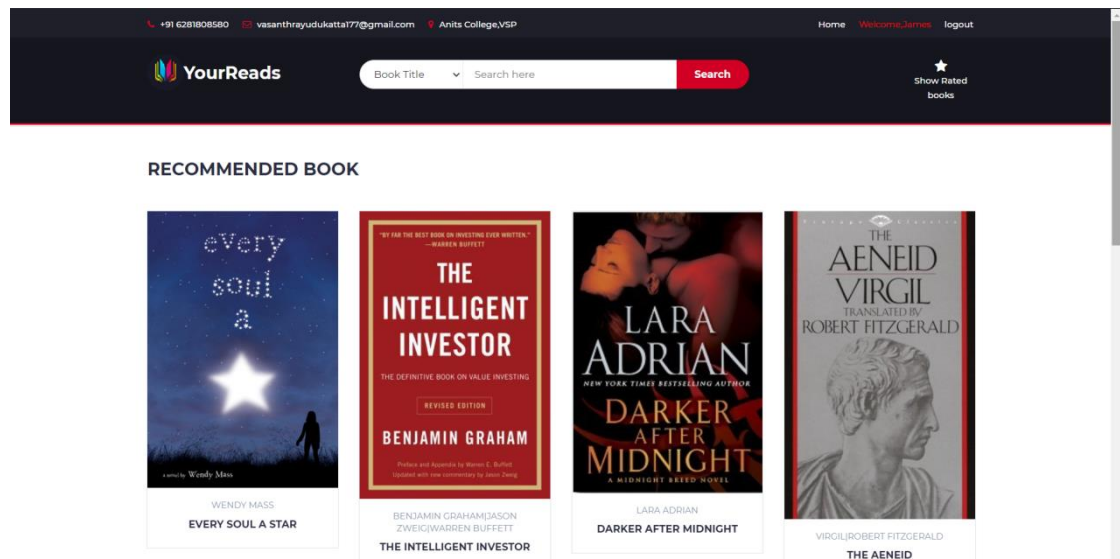 +91 6281808580 vasanthrayudukatta177@gmail.com Anits College,VSP Home Welcome,James logout
YourReads
Book Title Search here Search
Show Rated
books
RECOMMENDED BOOK
every
soul
a
a novel by Wendy Mass
WENDY MASS
EVERY SOUL A STAR
"BY FAR THE BEST BOOK ON INVESTING EVER WRITTEN."
—WARREN BUFFETT
THE
INTELLIGENT
INVESTOR
THE DEFINITIVE BOOK ON VALUE INVESTING
REVISED EDITION
BENJAMIN GRAHAM
Preface and Appendix by Warren E. Buffett
Updated with new commentary by Jason Zweig
BENJAMIN GRAHAM|JASON
ZWEIG|WARREN BUFFETT
THE INTELLIGENT INVESTOR
LARA
ADRIAN
NEW YORK TIMES BESTSELLING AUTHOR
DARKER
AFTER
MIDNIGHT
A MIDNIGHT BREED NOVEL
LARA ADRIAN
DARKER AFTER MIDNIGHT
Vintage Classics
THE
AENEID
VIRGIL
TRANSLATED BY
ROBERT FITZGERALD
VIRGIL|ROBERT FITZGERALD
THE AENEID